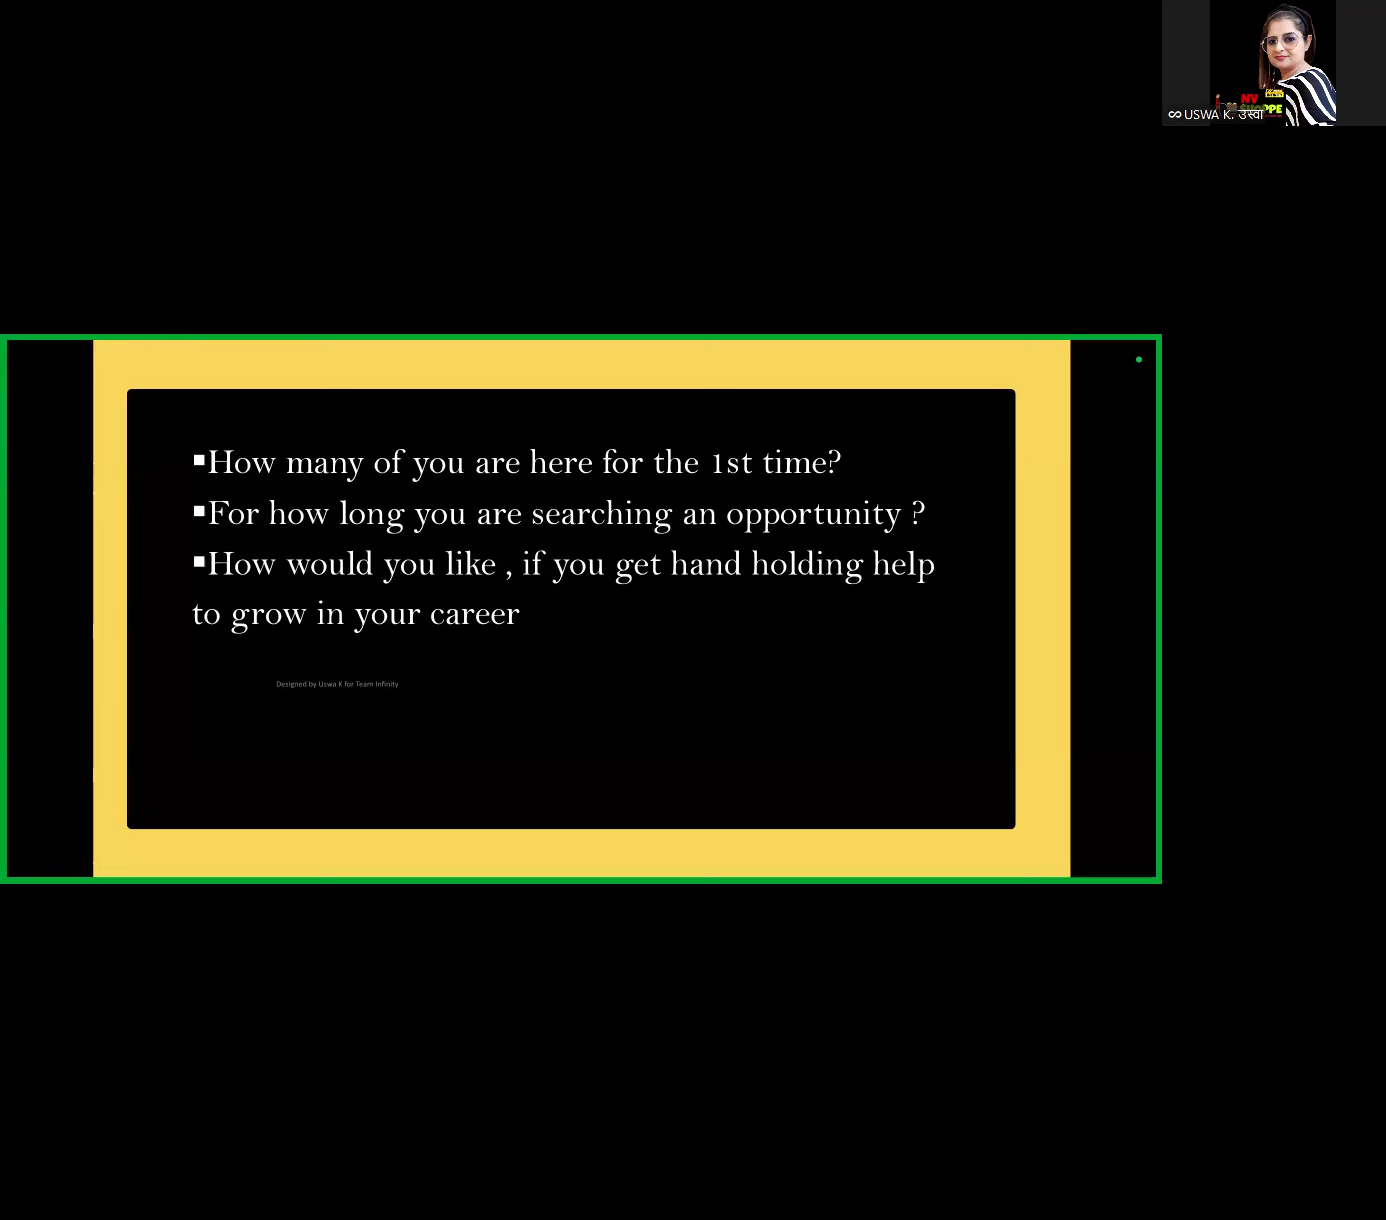 NV
SHOPPE
∞ USWA K. उस्वा
▪How many of you are here for the 1st time?
▪For how long you are searching an opportunity ?
▪How would you like , if you get hand holding help
to grow in your career
Designed by Uswa K for Team Infinity